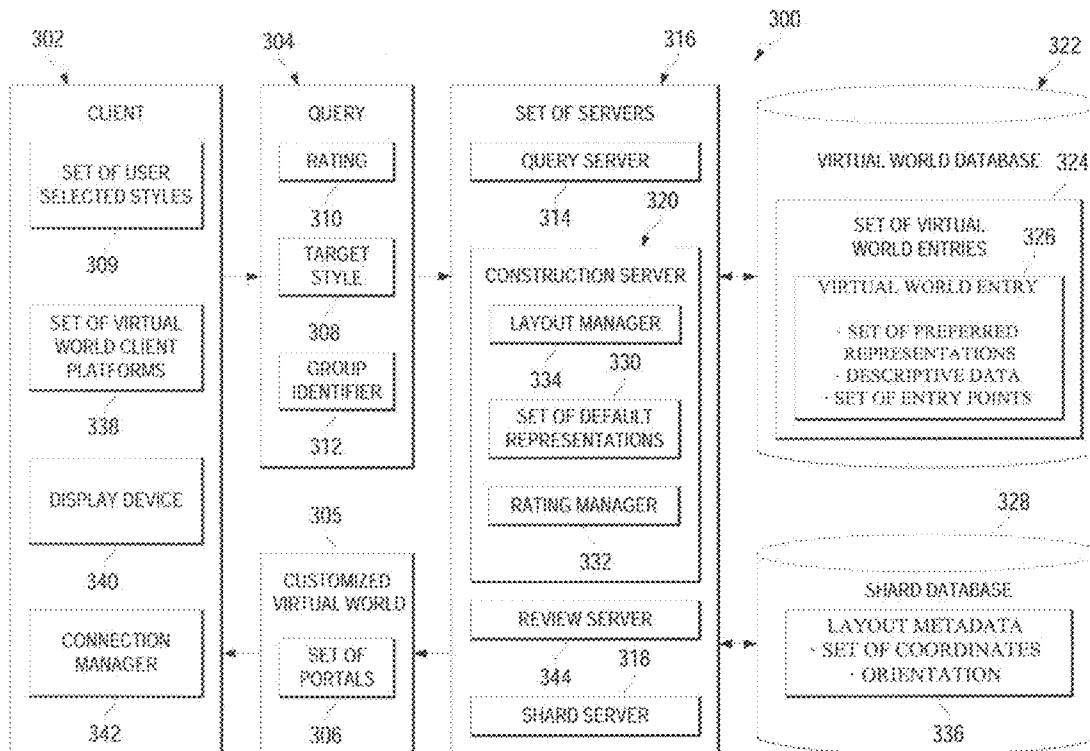 300
302
CLIENT
SET OF USER
SELECTED STYLES
309
SET OF VIRTUAL
WORLD CLIENT
PLATFORMS
338
DISPLAY DEVICE
340
CONNECTION
MANAGER
342
304
QUERY
RATING
310
TARGET
STYLE
308
GROUP
IDENTIFIER
312
305
CUSTOMIZED
VIRTUAL WORLD
SET OF
PORTALS
306
316
SET OF SERVERS
QUERY SERVER
314
320
CONSTRUCTION SERVER
LAYOUT MANAGER
334
330
SET OF DEFAULT
REPRESENTATIONS
RATING MANAGER
332
REVIEW SERVER
344
318
SHARD SERVER
322
VIRTUAL WORLD DATABASE
324
SET OF VIRTUAL
WORLD ENTRIES
326
VIRTUAL WORLD ENTRY
· SET OF PREFERRED
REPRESENTATIONS
· DESCRIPTIVE DATA
· SET OF ENTRY POINTS
328
SHARD DATABASE
LAYOUT METADATA
· SET OF COORDINATES
· ORIENTATION
336